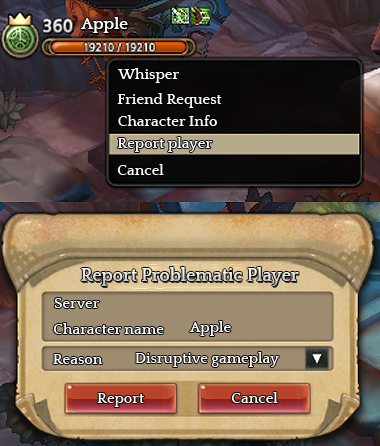 360 Apple
19210 / 19210
Whisper
Friend Request
Character Info
Report player
Cancel
Report Problematic Player
Server
Character name Apple
Reason Disruptive gameplay
Report Cancel